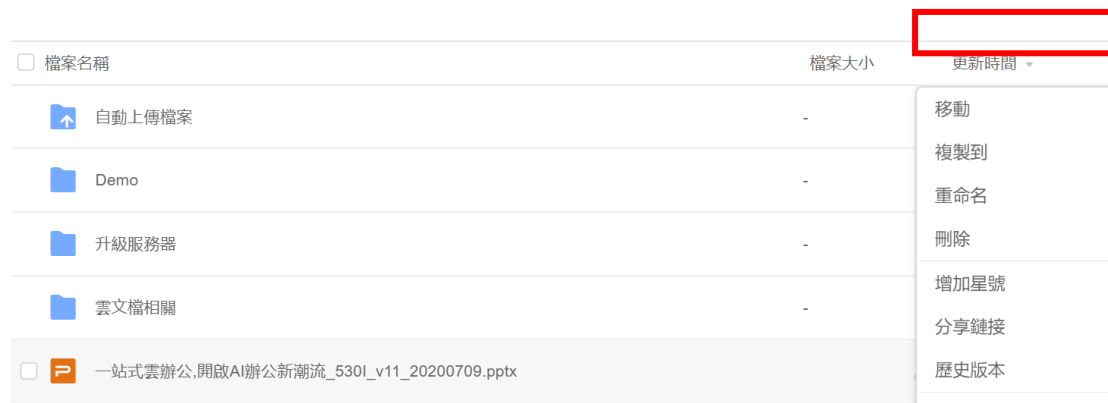 檔案名稱 檔案大小 更新時間
自動上傳檔案 -
移動
複製到
Demo -
重命名
刪除
升級服務器 -
增加星號
雲文檔相關 -
分享鏈接
一站式雲辦公,開啟AI辦公新潮流_530I_v11_20200709.pptx
歷史版本